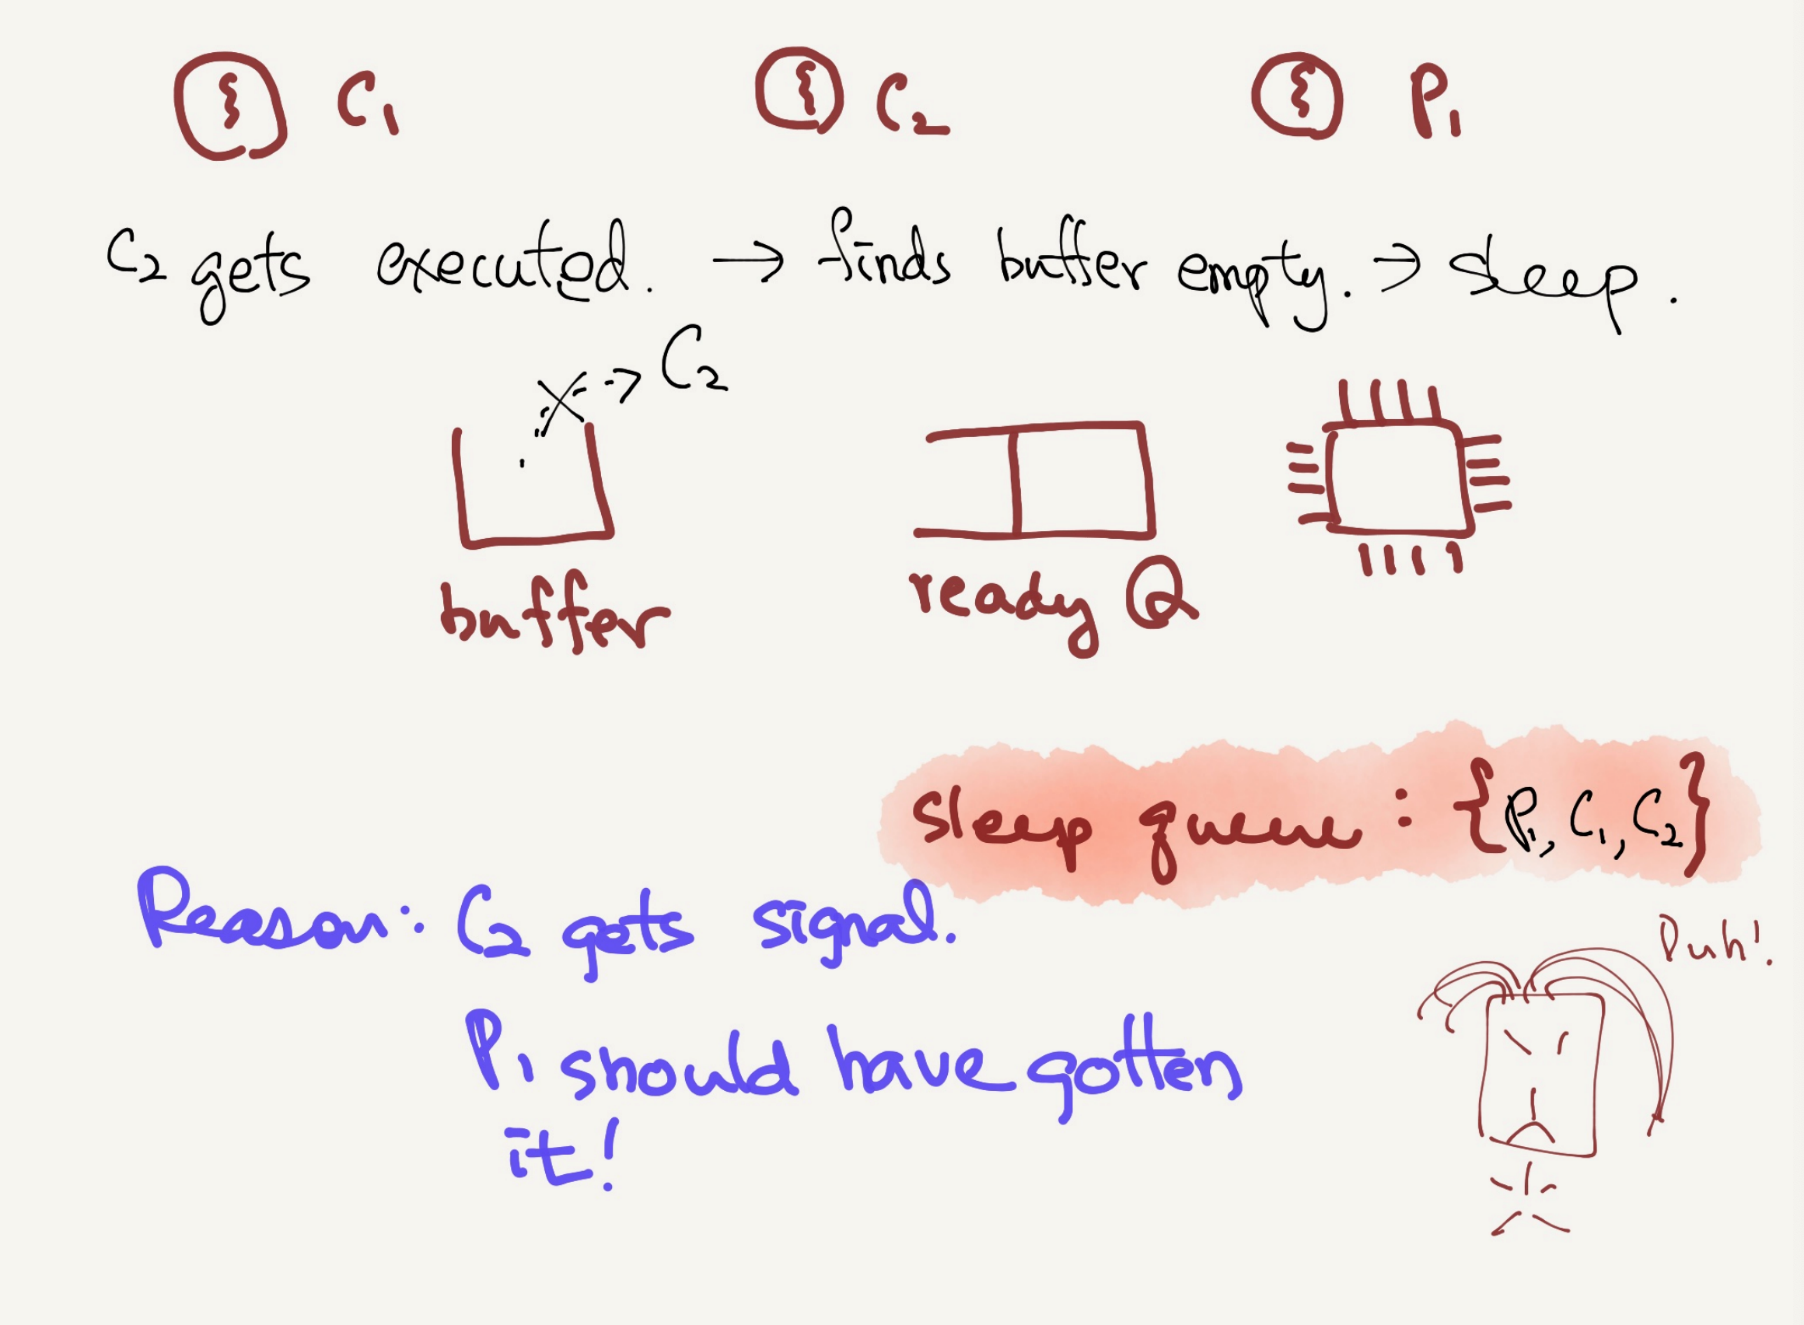 C₁ C₂ P₁
C₂ gets executed. → finds buffer empty. → sleep.
→ C₂
buffer
ready Q
sleep queue : {P₁, C₁, C₂}
Reason: C₂ gets signal.
Duh!
P₁ should have gotten
it!